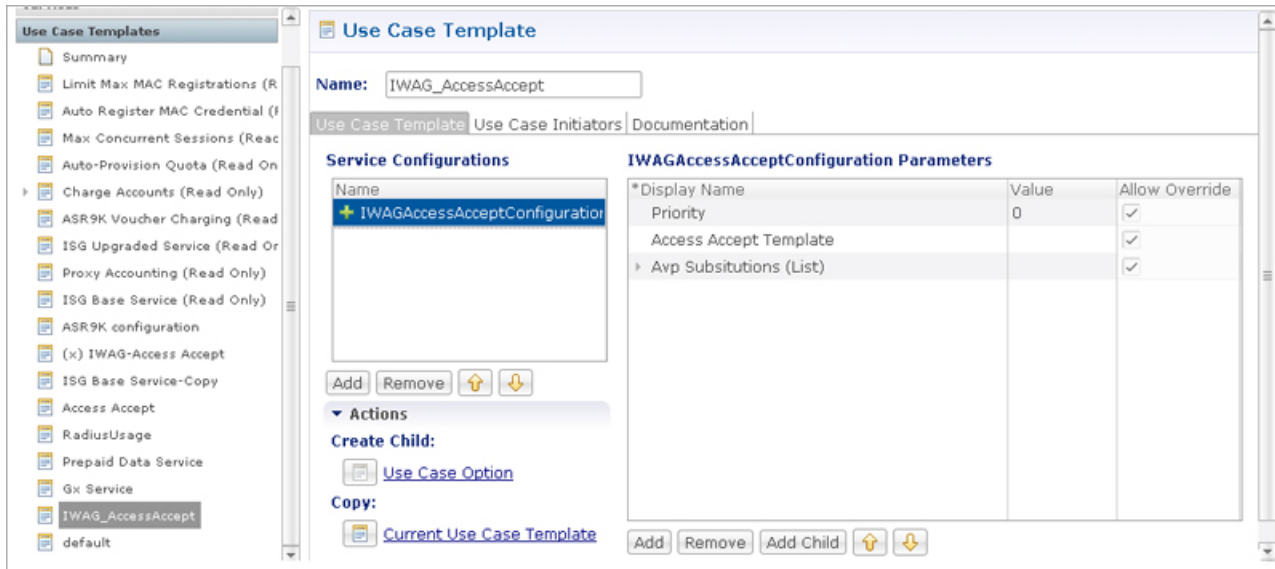 Use Case Templates
Summary
Limit Max MAC Registrations (R
Auto Register MAC Credential (F
Max Concurrent Sessions (Reac
Auto-Provision Quota (Read On
Charge Accounts (Read Only)
ASR9K Voucher Charging (Read
ISG Upgraded Service (Read Or
Proxy Accounting (Read Only)
ISG Base Service (Read Only)
ASR9K configuration
(x) IWAG-Access Accept
ISG Base Service-Copy
Access Accept
RadiusUsage
Prepaid Data Service
Gx Service
IWAG_AccessAccept
default
Use Case Template
Name: IWAG_AccessAccept
Use Case Template Use Case Initiators Documentation
Service Configurations
Name
IWAGAccessAcceptConfiguration
Add Remove
Actions
Create Child:
Use Case Option
Copy:
Current Use Case Template
IWAGAccessAcceptConfiguration Parameters
*Display Name Value Allow Override
Priority 0
Access Accept Template
Avp Subsitutions (List)
Add Remove Add Child